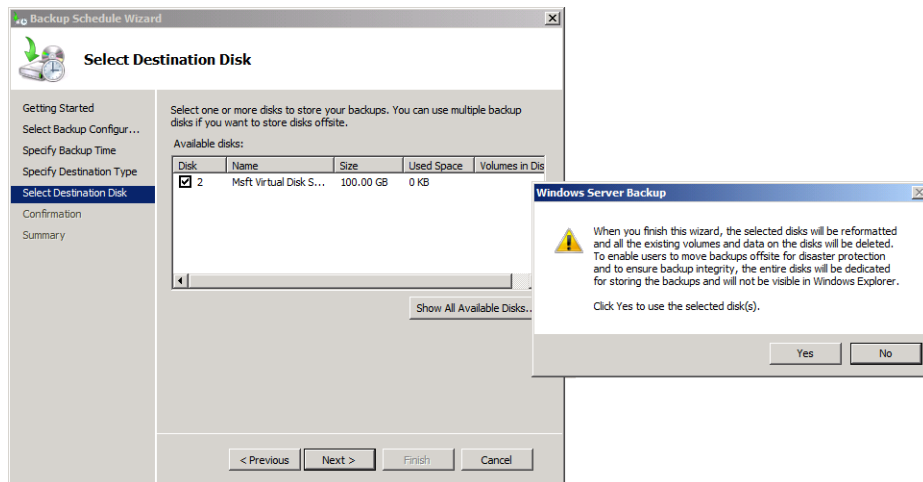 Backup Schedule Wizard
Select Destination Disk
Getting Started
Select Backup Configur...
Specify Backup Time
Specify Destination Type
Select Destination Disk
Confirmation
Summary
Select one or more disks to store your backups. You can use multiple backup
disks if you want to store disks offsite.
Available disks:
Disk Name Size Used Space Volumes in Dis
2 Msft Virtual Disk S... 100.00 GB 0 KB
Show All Available Disks..
< Previous Next > Finish Cancel
Windows Server Backup
When you finish this wizard, the selected disks will be reformatted
and all the existing volumes and data on the disks will be deleted.
To enable users to move backups offsite for disaster protection
and to ensure backup integrity, the entire disks will be dedicated
for storing the backups and will not be visible in Windows Explorer.
Click Yes to use the selected disk(s).
Yes No